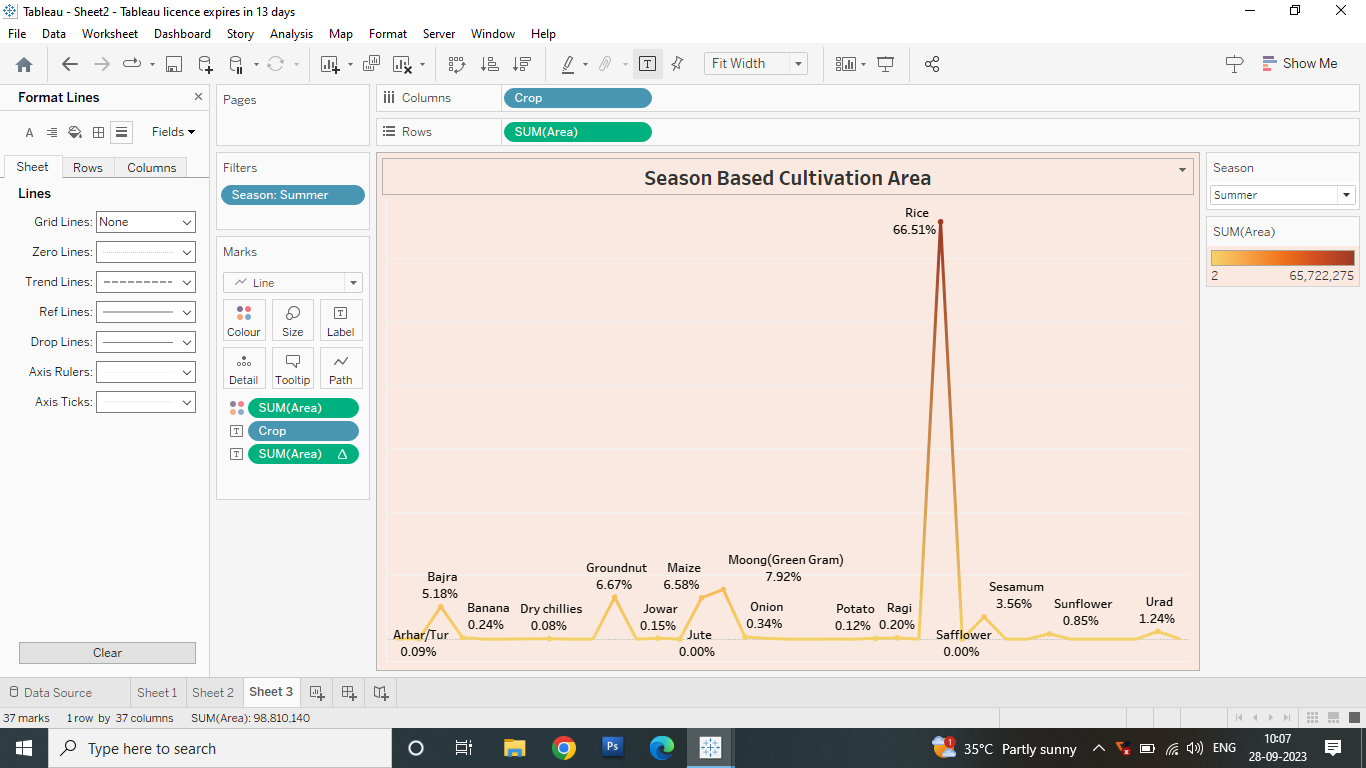 Tableau - Sheet2 - Tableau licence expires in 13 days
File Data Worksheet Dashboard Story Analysis Map Format Server Window Help
Fit Width
Show Me
Format Lines
Fields
Sheet Rows Columns
Lines
Grid Lines: None
Zero Lines:
Trend Lines:
Ref Lines:
Drop Lines:
Axis Rulers:
Axis Ticks:
Clear
Pages
Filters
Season: Summer
Marks
Line
Colour Size Label
Detail Tooltip Path
SUM(Area)
Crop
SUM(Area)
Columns Crop
Rows SUM(Area)
Season Based Cultivation Area
Rice
66.51%
Moong(Green Gram)
7.92%
Groundnut
6.67%
Maize
6.58%
Bajra
5.18%
Sesamum
3.56%
Urad
1.24%
Banana
0.24%
Dry chillies
0.08%
Jowar
0.15%
Onion
0.34%
Potato
0.12%
Ragi
0.20%
Sunflower
0.85%
Arhar/Tur
0.09%
Jute
0.00%
Safflower
0.00%
Season
Summer
SUM(Area)
2 65,722,275
Data Source Sheet 1 Sheet 2 Sheet 3
37 marks 1 row by 37 columns SUM(Area): 98,810,140
Type here to search
Ps
1
35°C Partly sunny
ENG
10:07
28-09-2023